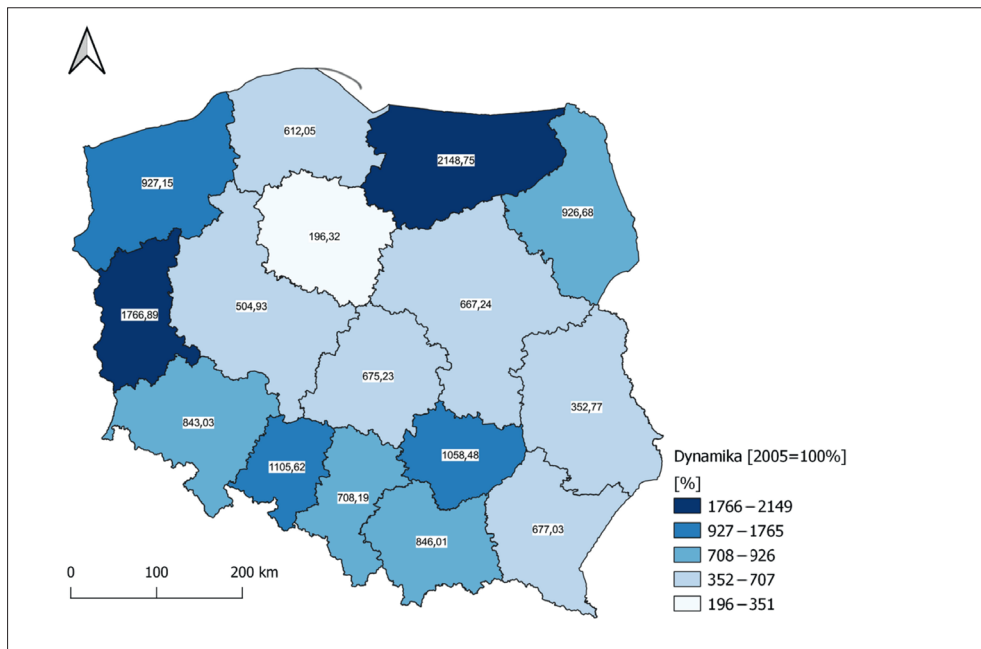 612,05
2148,75
927,15
926,68
196,32
504,93
667,24
1766,89
675,23
352,77
843,03
1105,62
1058,48
708,19
677,03
846,01
Dynamika [2005=100%]
[%]
1766 – 2149
927 – 1765
708 – 926
352 – 707
196 – 351
0 100 200 km